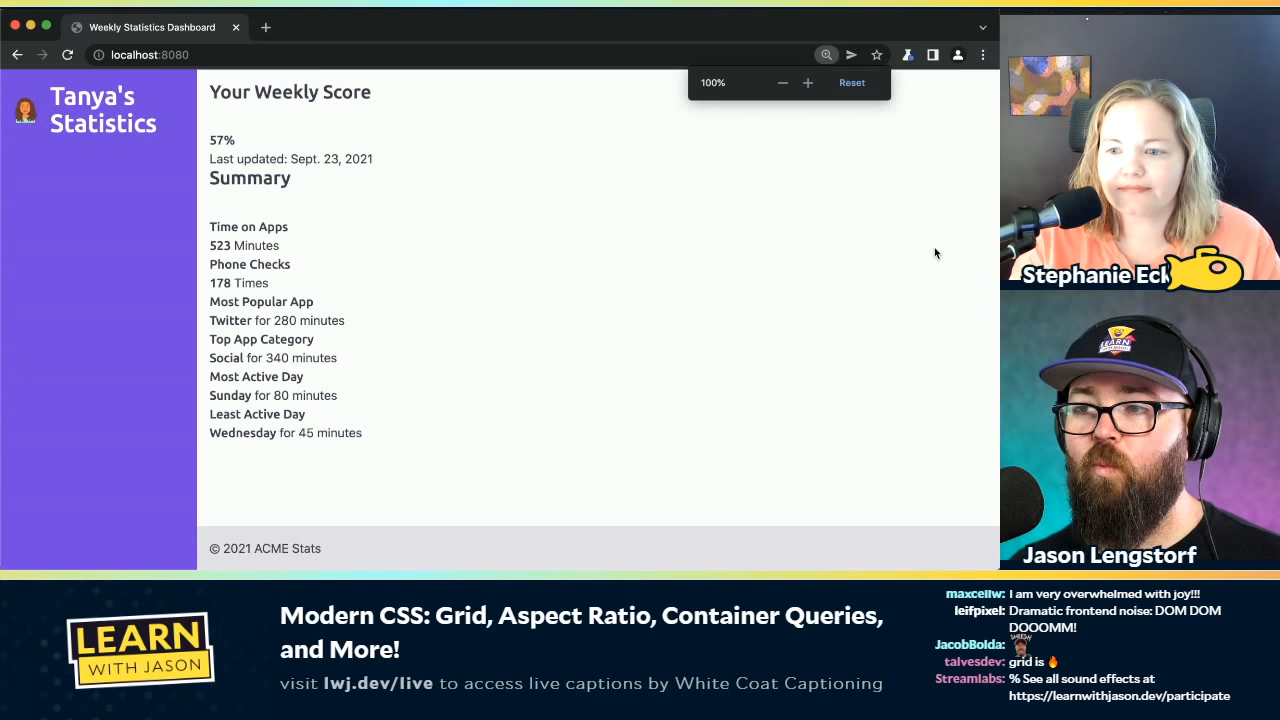 Weekly Statistics Dashboard
localhost:8080
100%
Reset
Tanya's
Statistics
Your Weekly Score
57%
Last updated: Sept. 23, 2021
Summary
Time on Apps
523 Minutes
Phone Checks
178 Times
Most Popular App
Twitter for 280 minutes
Top App Category
Social for 340 minutes
Most Active Day
Sunday for 80 minutes
Least Active Day
Wednesday for 45 minutes
© 2021 ACME Stats
Stephanie Eck
LEARN
WITH JASON
Jason Lengstorf
LEARN
WITH JASON
Modern CSS: Grid, Aspect Ratio, Container Queries,
and More!
visit lwj.dev/live to access live captions by White Coat Captioning
maxcellw: I am very overwhelmed with joy!!!
leifpixel: Dramatic frontend noise: DOM DOM
DOOOMM!
JacobBolda:
talvesdev: grid is 🔥
Streamlabs: % See all sound effects at
https://learnwithjason.dev/participate